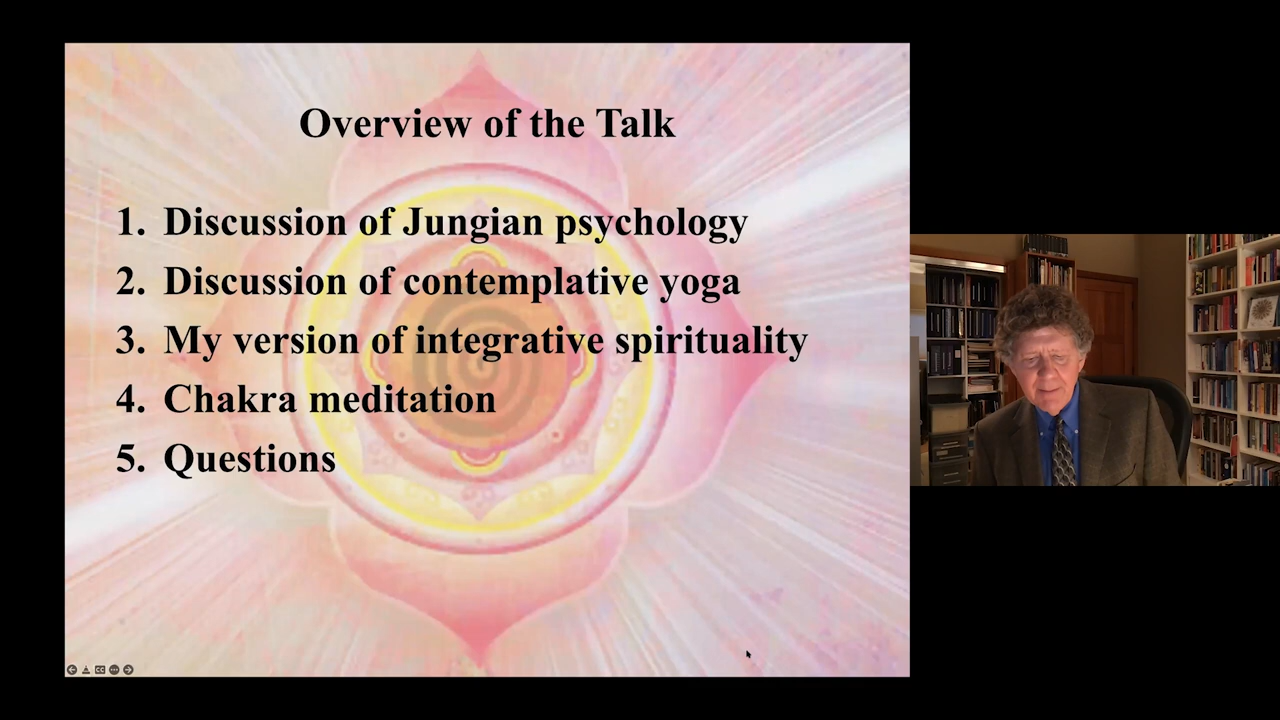 Overview of the Talk
1. Discussion of Jungian psychology
2. Discussion of contemplative yoga
3. My version of integrative spirituality
4. Chakra meditation
5. Questions